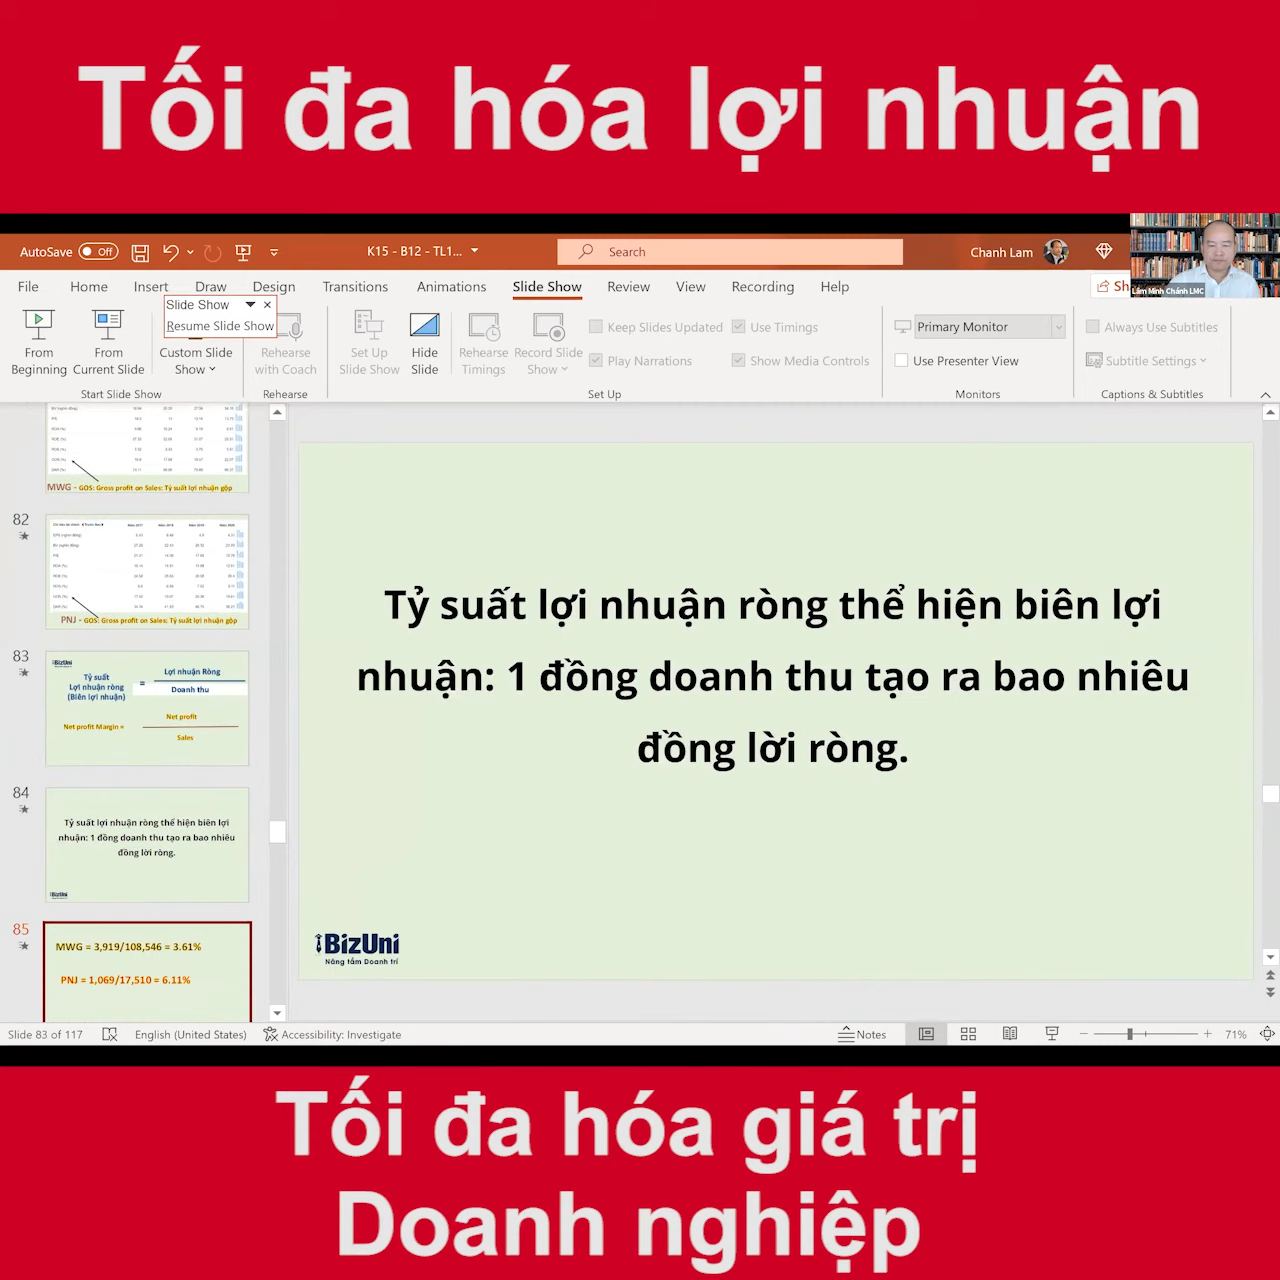 Tối đa hóa lợi nhuận
AutoSave Off
K15 - B12 - TL1...
Search
Chanh Lam
Lâm Minh Chánh LMC
File Home Insert Draw Design Transitions Animations Slide Show Review View Recording Help
Sh
Slide Show
Resume Slide Show
From Beginning
From Current Slide
Custom Slide Show
Rehearse with Coach
Set Up Slide Show
Hide Slide
Rehearse Timings
Record Slide Show
Keep Slides Updated
Play Narrations
Use Timings
Show Media Controls
Primary Monitor
Use Presenter View
Always Use Subtitles
Subtitle Settings
Start Slide Show
Rehearse
Set Up
Monitors
Captions & Subtitles
MWG - GOS: Gross profit on Sales: Tỷ suất lợi nhuận gộp
82
PNJ - GOS: Gross profit on Sales: Tỷ suất lợi nhuận gộp
83
BizUni
Tỷ suất
Lợi nhuận ròng
(Biên lợi nhuận)
=
Lợi nhuận Ròng
Doanh thu
Net profit Margin =
Net profit
Sales
84
Tỷ suất lợi nhuận ròng thể hiện biên lợi
nhuận: 1 đồng doanh thu tạo ra bao nhiêu
đồng lời ròng.
BizUni
85
MWG = 3,919/108,546 = 3.61%
PNJ = 1,069/17,510 = 6.11%
Tỷ suất lợi nhuận ròng thể hiện biên lợi
nhuận: 1 đồng doanh thu tạo ra bao nhiêu
đồng lời ròng.
BizUni
Nâng tầm Doanh trí
Slide 83 of 117
English (United States)
Accessibility: Investigate
Notes
71%
Tối đa hóa giá trị
Doanh nghiệp